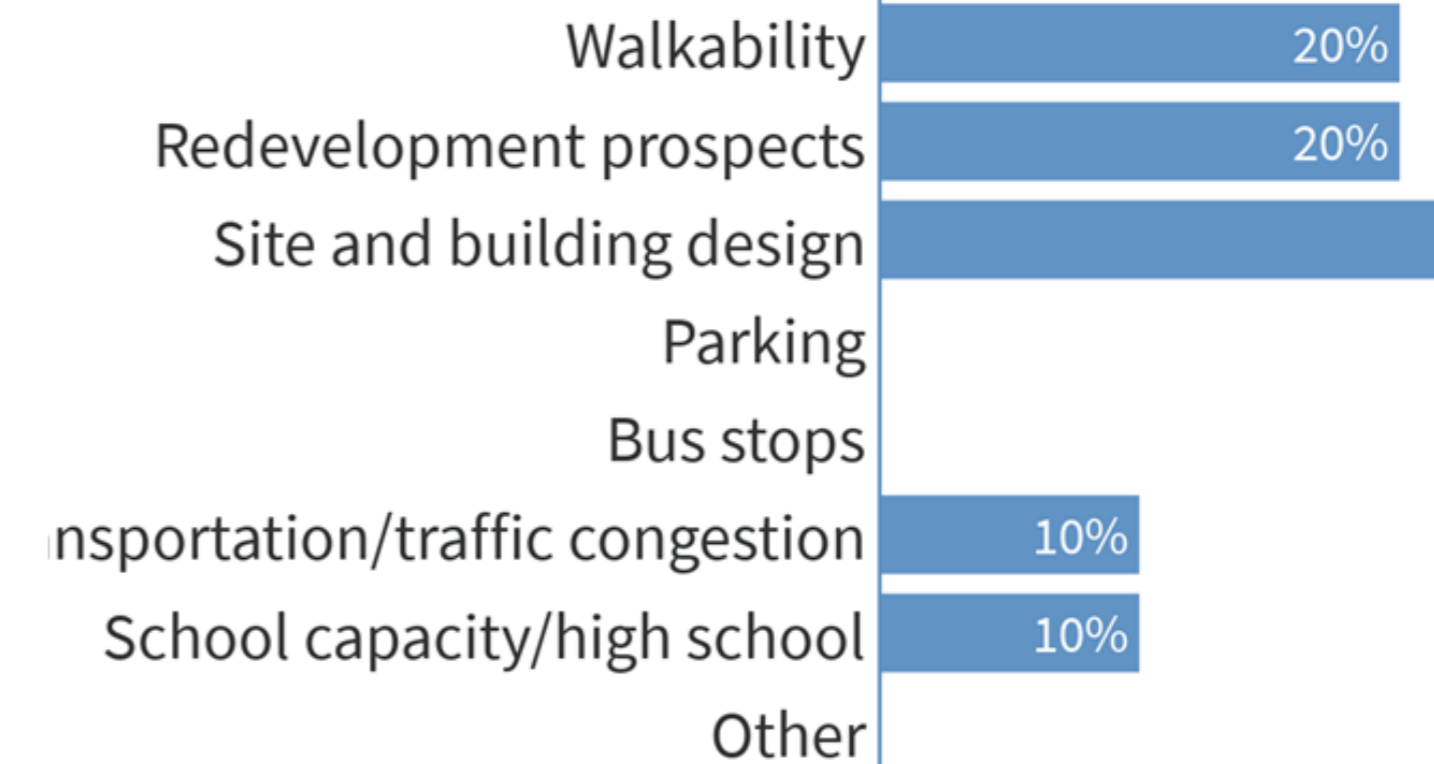 Walkability 20%
Redevelopment prospects 20%
Site and building design
Parking
Bus stops
nsportation/traffic congestion 10%
School capacity/high school 10%
Other